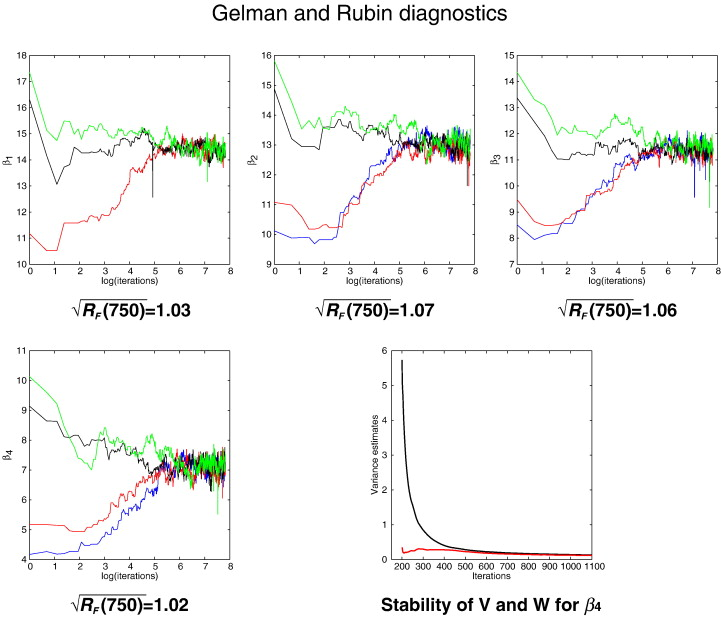 Gelman and Rubin diagnostics
18
17
16
15
14
13
12
11
10
β1
0 1 2 3 4 5 6 7 8
log(iterations)
√RF(750)=1.03
16
15
14
13
12
11
10
9
β2
0 1 2 3 4 5 6 7 8
log(iterations)
√RF(750)=1.07
15
14
13
12
11
10
9
8
7
β3
0 1 2 3 4 5 6 7 8
log(iterations)
√RF(750)=1.06
11
10
9
8
7
6
5
4
β4
0 1 2 3 4 5 6 7 8
log(iterations)
√RF(750)=1.02
6
5
4
3
2
1
0
Variance estimates
200 300 400 500 600 700 800 900 1000 1100
Iterations
Stability of V and W for β4